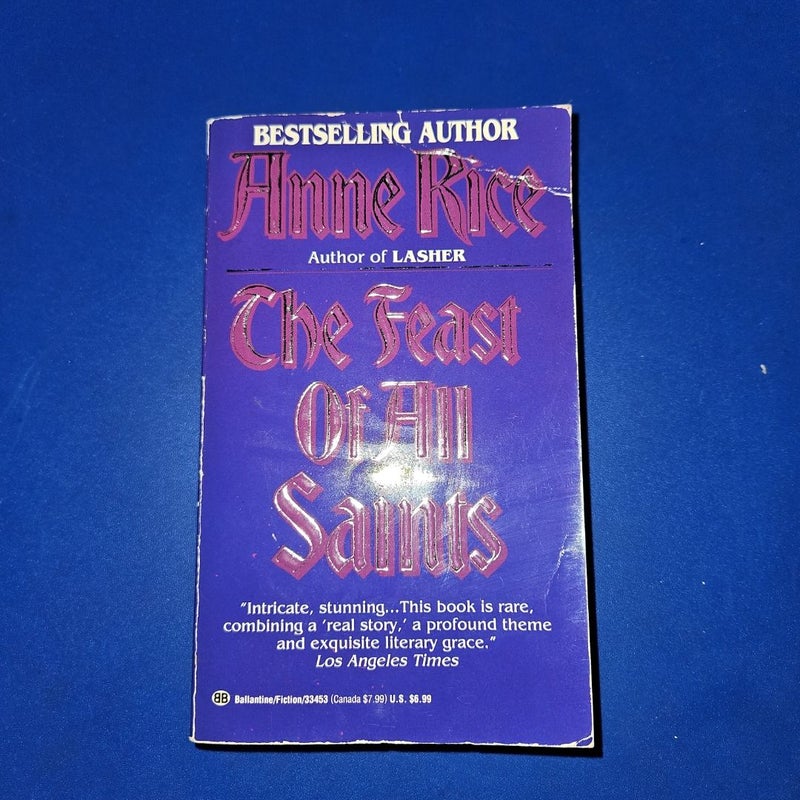 BESTSELLING AUTHOR
Anne Rice
Author of LASHER
The Feast
Of All
Saints
"Intricate, stunning...This book is rare,
combining a 'real story,' a profound theme
and exquisite literary grace."
Los Angeles Times
BB Ballantine/Fiction/33453 (Canada $7.99) U.S. $6.99